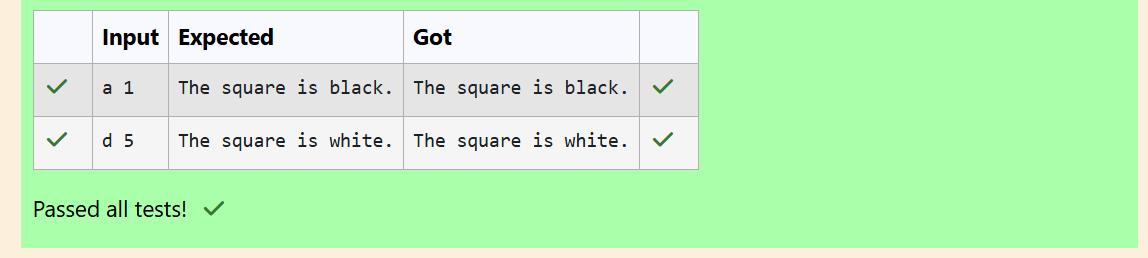 Input Expected Got
a 1 The square is black. The square is black.
d 5 The square is white. The square is white.
Passed all tests!